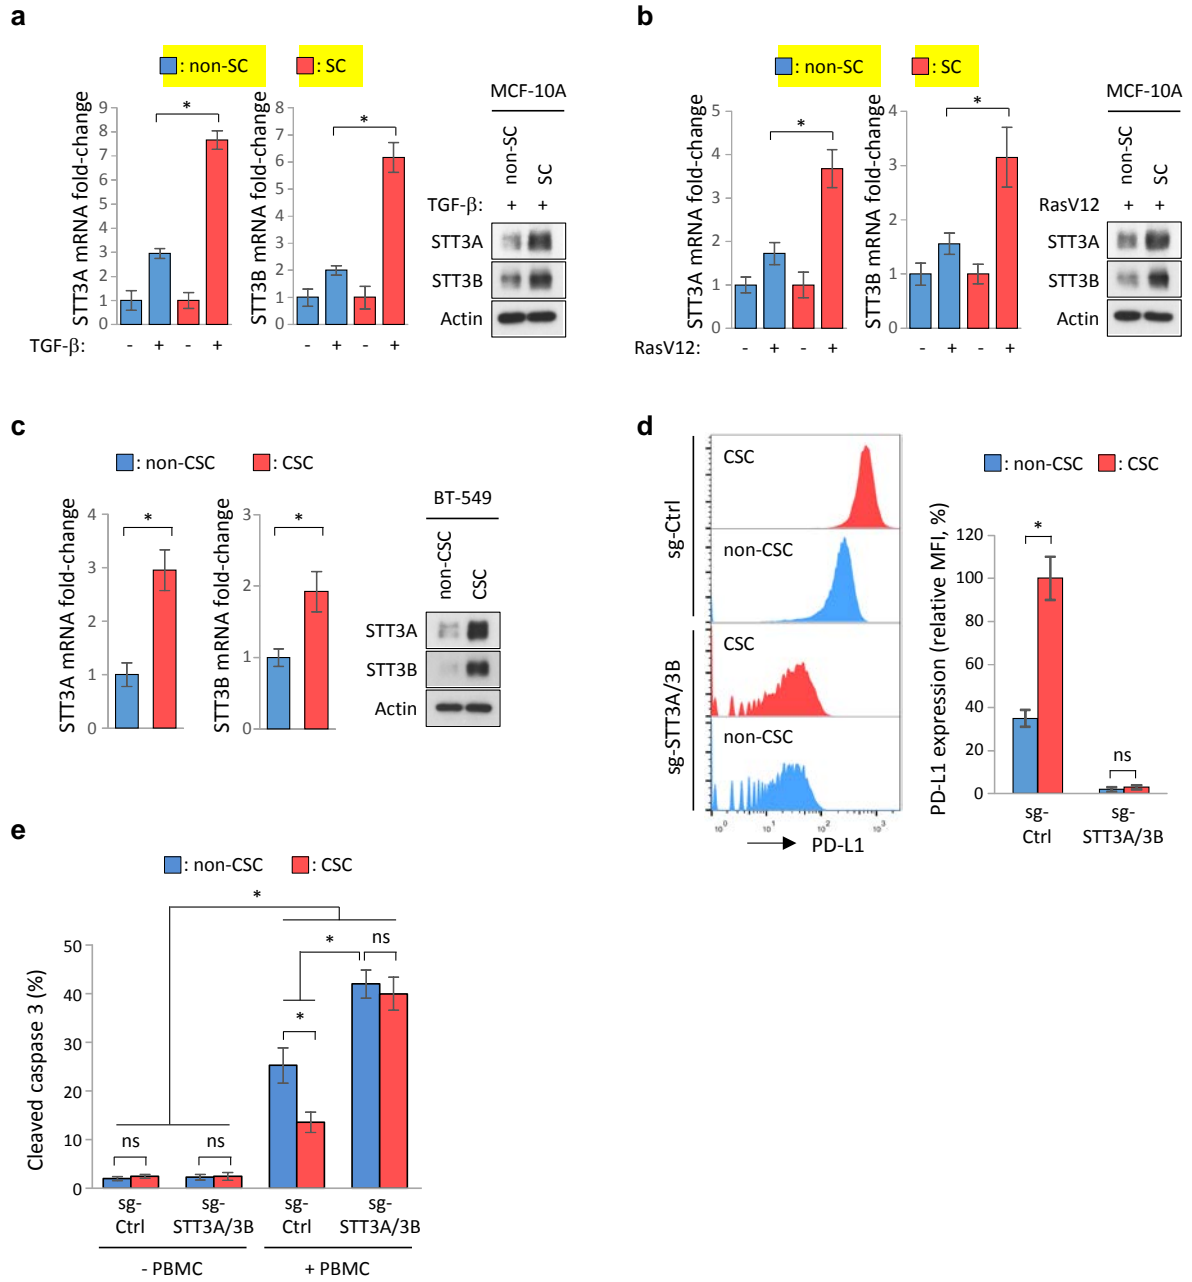 a
: non-SC
: SC
STT3A mRNA fold-change
9
8
7
6
5
4
3
2
1
0
*
STT3B mRNA fold-change
8
7
6
5
4
3
2
1
0
*
TGF-β:
- + - +
- + - +
MCF-10A
non-SC
SC
TGF-β: + +
STT3A
STT3B
Actin
b
: non-SC
: SC
STT3A mRNA fold-change
5
4
3
2
1
0
*
STT3B mRNA fold-change
4
3
2
1
0
*
RasV12:
- + - +
- + - +
MCF-10A
non-SC
SC
RasV12 + +
STT3A
STT3B
Actin
c
: non-CSC
: CSC
STT3A mRNA fold-change
4
3
2
1
0
*
STT3B mRNA fold-change
3
2
1
0
*
BT-549
non-CSC
CSC
STT3A
STT3B
Actin
d
sg-Ctrl
CSC
non-CSC
sg-STT3A/3B
CSC
non-CSC
10^0 10^1 10^2 10^3
PD-L1
: non-CSC
: CSC
PD-L1 expression (relative MFI, %)
120
100
80
60
40
20
0
*
ns
sg-
Ctrl
sg-
STT3A/3B
e
: non-CSC
: CSC
Cleaved caspase 3 (%)
50
40
30
20
10
0
*
* ns
*
ns ns
sg-
Ctrl
sg-
STT3A/3B
sg-
Ctrl
sg-
STT3A/3B
- PBMC
+ PBMC